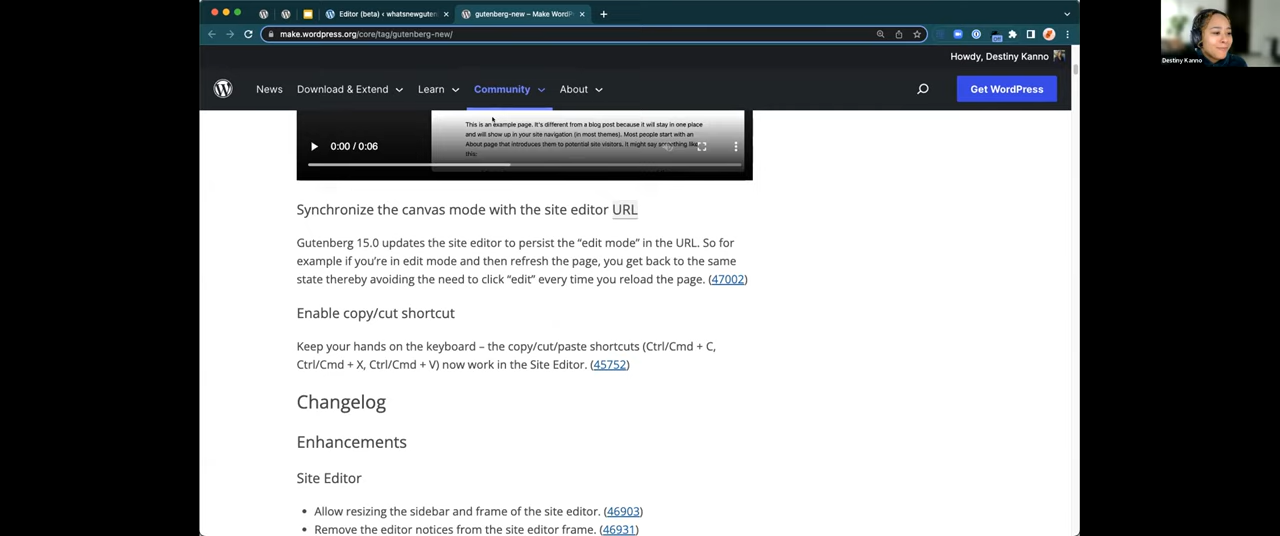 Editor (beta) ‹ whatsnewguten
gutenberg-new – Make WordPr
make.wordpress.org/core/tag/gutenberg-new/
Destiny Kanno
Howdy, Destiny Kanno
News
Download & Extend
Learn
Community
About
Get WordPress
This is an example page. It's different from a blog post because it will stay in one place
and will show up in your site navigation (in most themes). Most people start with an
About page that introduces them to potential site visitors. It might say something like
this:
0:00 / 0:06
Synchronize the canvas mode with the site editor URL
Gutenberg 15.0 updates the site editor to persist the “edit mode” in the URL. So for
example if you’re in edit mode and then refresh the page, you get back to the same
state thereby avoiding the need to click “edit” every time you reload the page. (47002)
Enable copy/cut shortcut
Keep your hands on the keyboard – the copy/cut/paste shortcuts (Ctrl/Cmd + C,
Ctrl/Cmd + X, Ctrl/Cmd + V) now work in the Site Editor. (45752)
Changelog
Enhancements
Site Editor
• Allow resizing the sidebar and frame of the site editor. (46903)
• Remove the editor notices from the site editor frame. (46931)